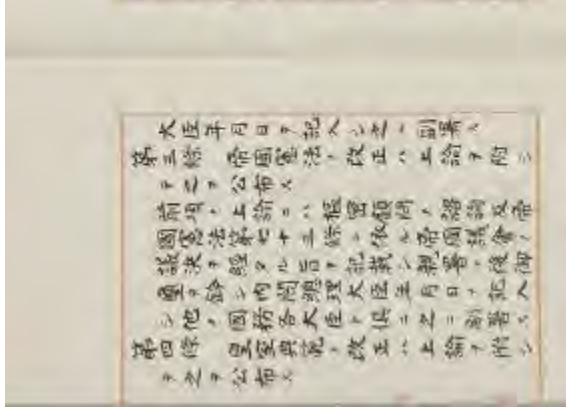 大臣年月日ヲ記入シ之ニ副署ス
第三條 帝國憲法ノ改正ハ上諭ヲ附シ
テ之ヲ公布ス
前項ノ上諭ニハ樞密顧問ノ諮詢及帝
國憲法第七十三條ニ依ル帝國議會ノ
議決ヲ經タル旨ヲ記載シ親署ノ後御
璽ヲ鈐シ內閣總理大臣年月日ヲ記入
シ他ノ國務各大臣ト俱ニ之ニ副署ス
第四條 皇室典範ノ改正ハ上諭ヲ附シ
テ之ヲ公布ス